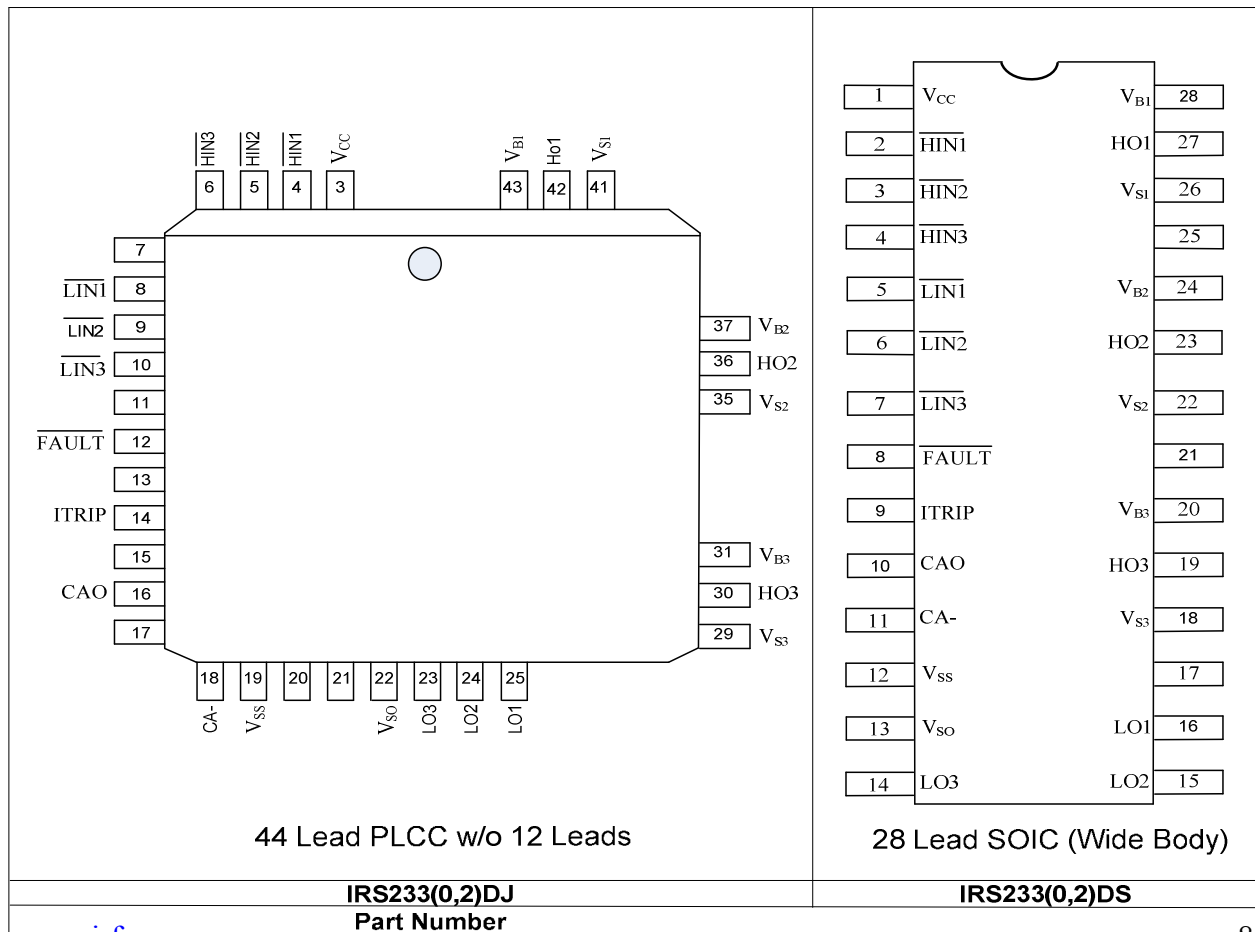 HIN3 HIN2 HIN1 VCC VB1 Ho1 VS1
6 5 4 3 43 42 41
7
LIN1 8
LIN2 9
LIN3 10
11
FAULT 12
13
ITRIP 14
15
CAO 16
17
37 VB2
36 HO2
35 VS2
31 VB3
30 HO3
29 VS3
18 19 20 21 22 23 24 25
CA- VSS VSO LO3 LO2 LO1
44 Lead PLCC w/o 12 Leads
1 VCC VB1 28
2 HIN1 HO1 27
3 HIN2 VS1 26
4 HIN3 25
5 LIN1 VB2 24
6 LIN2 HO2 23
7 LIN3 VS2 22
8 FAULT 21
9 ITRIP VB3 20
10 CAO HO3 19
11 CA- VS3 18
12 VSS 17
13 VSO LO1 16
14 LO3 LO2 15
28 Lead SOIC (Wide Body)
IRS233(0,2)DJ IRS233(0,2)DS
Part Number